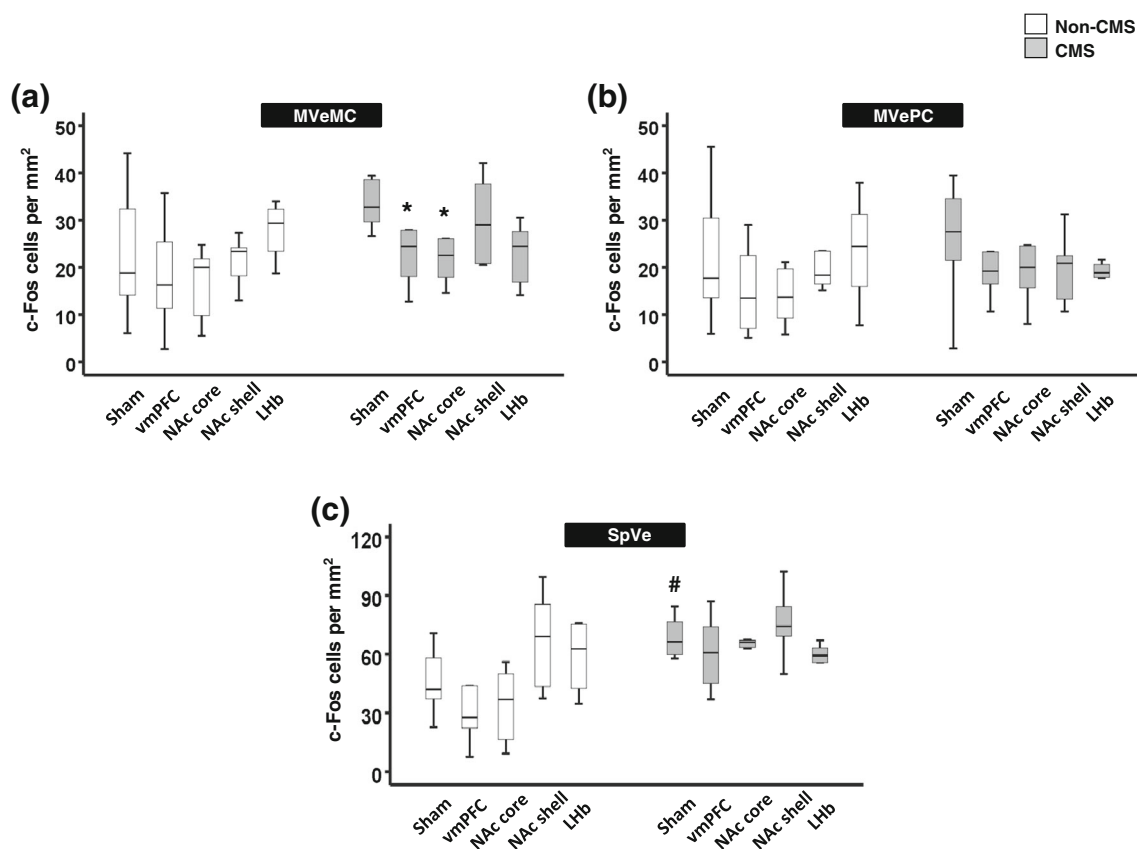 Non-CMS
CMS
(a)
MVeMC
c-Fos cells per mm²
50
40
30
20
10
0
Sham
vmPFC
NAc core
NAc shell
LHb
*
*
Sham
vmPFC
NAc core
NAc shell
LHb
(b)
MVePC
c-Fos cells per mm²
50
40
30
20
10
0
Sham
vmPFC
NAc core
NAc shell
LHb
Sham
vmPFC
NAc core
NAc shell
LHb
(c)
SpVe
c-Fos cells per mm²
120
90
60
30
0
#
Sham
vmPFC
NAc core
NAc shell
LHb
Sham
vmPFC
NAc core
NAc shell
LHb